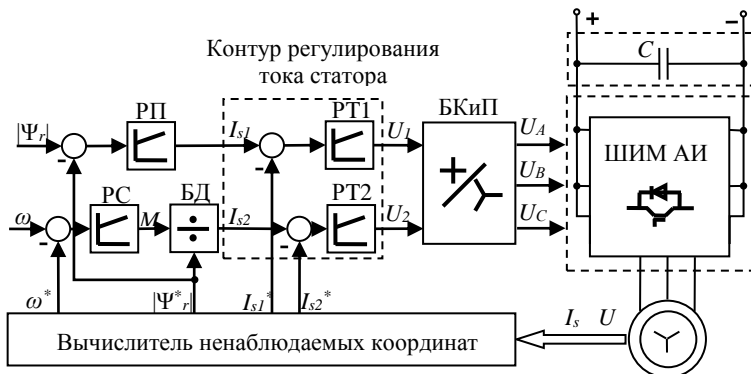 + −
Контур регулирования
тока статора
C
РП РТ1 БКиП
|Ψr| Is1 U1 UA
- -
ШИМ АИ
UB
РС БД РТ2
ω M ÷ Is2 U2 UC
- -
ω* |Ψ*r| Is1* Is2*
Is U
Вычислитель ненаблюдаемых координат